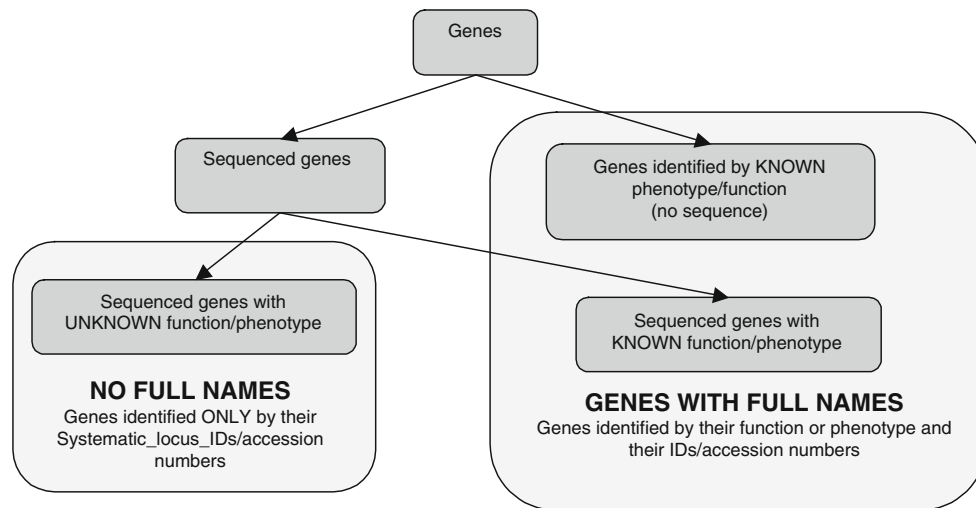 Genes
Sequenced genes
Genes identified by KNOWN
phenotype/function
(no sequence)
Sequenced genes with
UNKNOWN function/phenotype
Sequenced genes with
KNOWN function/phenotype
NO FULL NAMES
Genes identified ONLY by their
Systematic_locus_IDs/accession
numbers
GENES WITH FULL NAMES
Genes identified by their function or phenotype and
their IDs/accession numbers